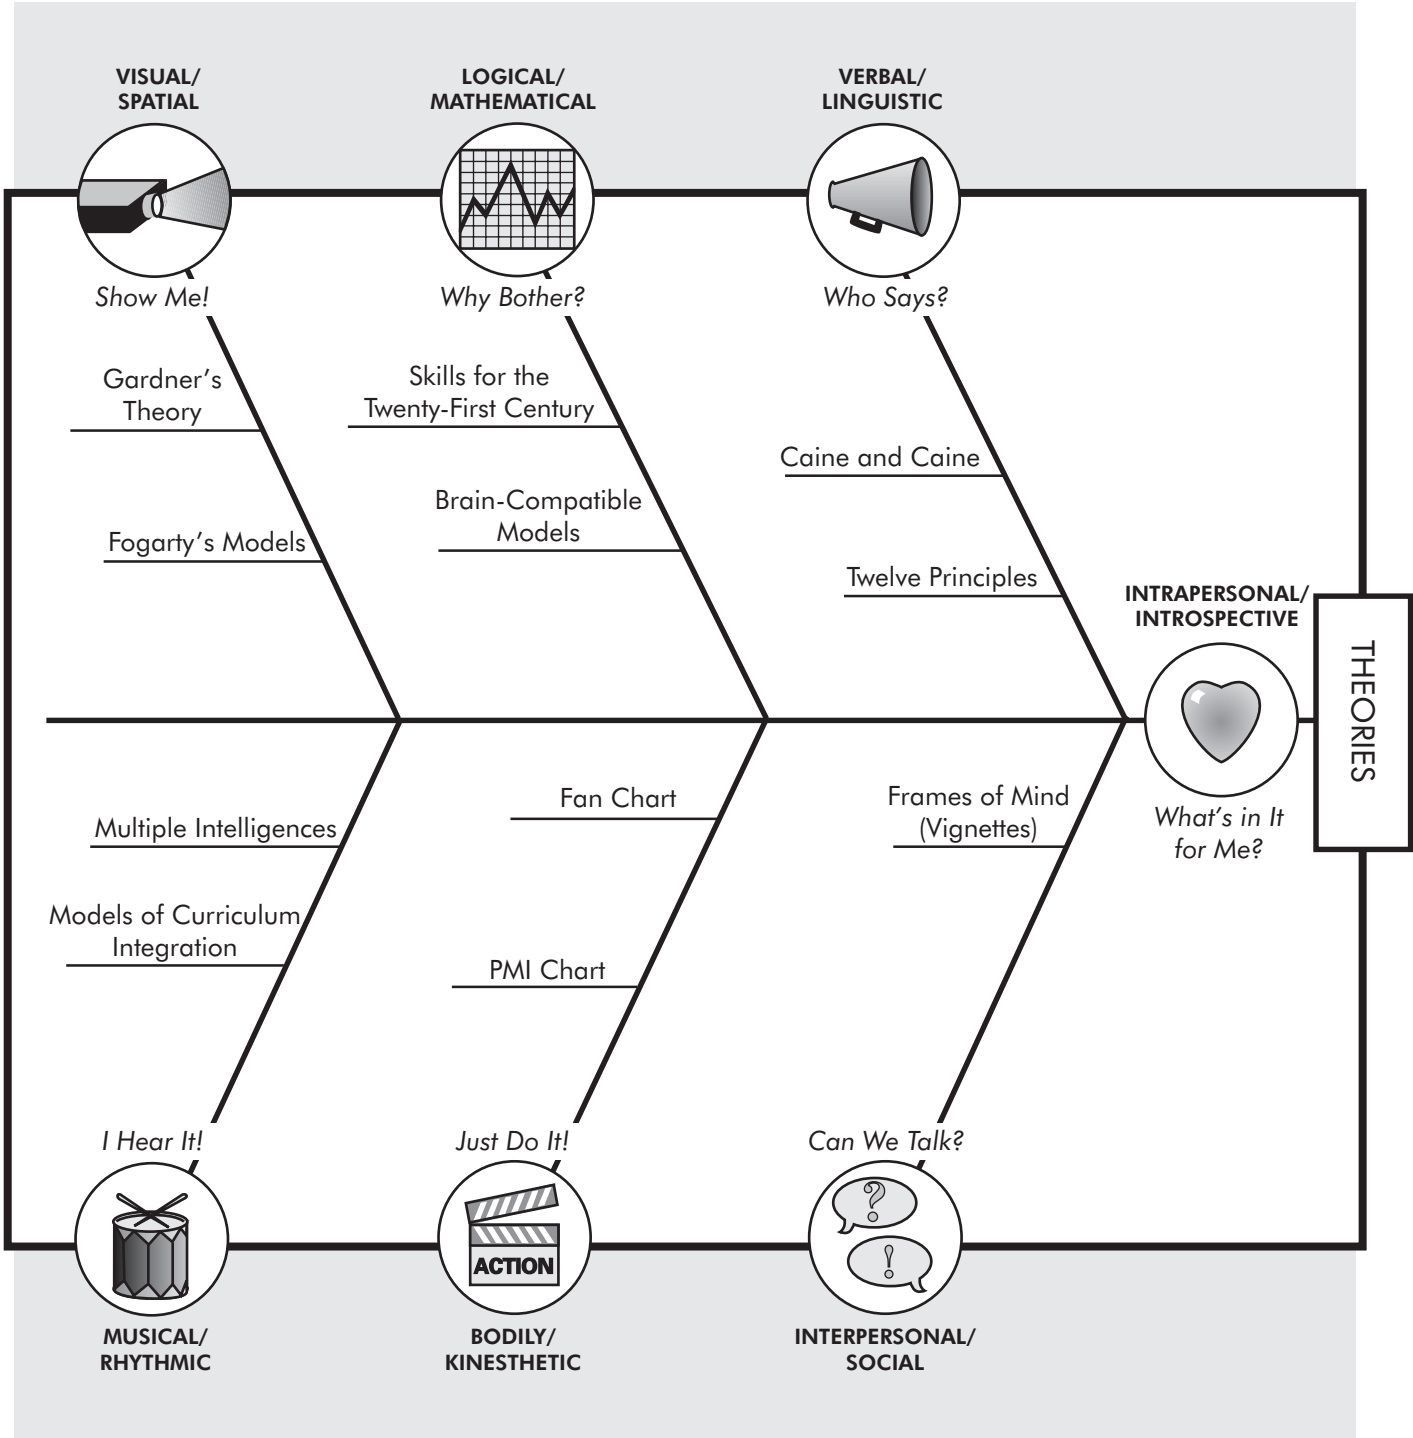 VISUAL/
SPATIAL
LOGICAL/
MATHEMATICAL
VERBAL/
LINGUISTIC
Show Me!
Why Bother?
Who Says?
Gardner's
Theory
Fogarty's Models
Skills for the
Twenty-First Century
Brain-Compatible
Models
Caine and Caine
Twelve Principles
INTRAPERSONAL/
INTROSPECTIVE
What's in It
for Me?
THEORIES
Multiple Intelligences
Models of Curriculum
Integration
Fan Chart
PMI Chart
Frames of Mind
(Vignettes)
I Hear It!
Just Do It!
Can We Talk?
?
!
ACTION
MUSICAL/
RHYTHMIC
BODILY/
KINESTHETIC
INTERPERSONAL/
SOCIAL